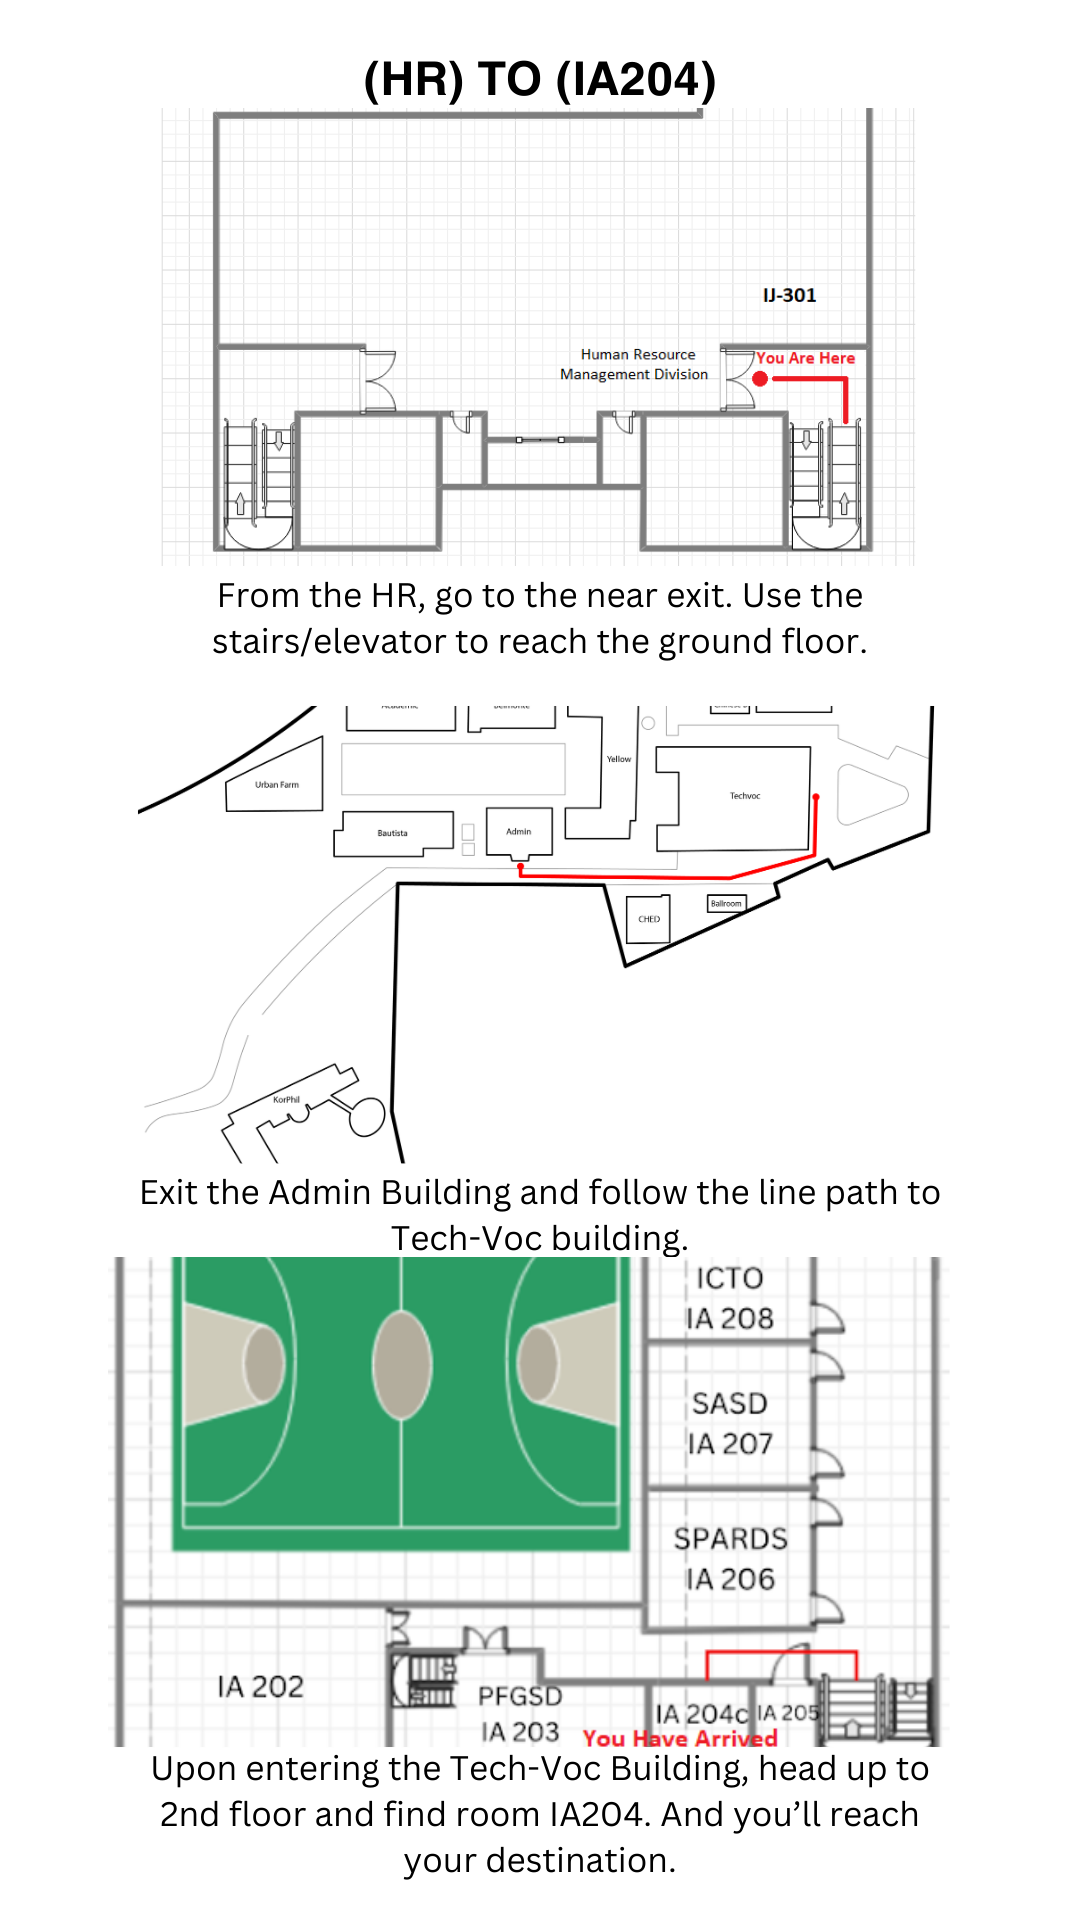 (HR) TO (IA204)
IJ-301
Human Resource
Management Division
You Are Here
From the HR, go to the near exit. Use the
stairs/elevator to reach the ground floor.
Urban Farm
Yellow
Techvoc
Bautista
Admin
CHED
Ballroom
KorPhil
Exit the Admin Building and follow the line path to
Tech-Voc building.
ICTO
IA 208
SASD
IA 207
SPARDS
IA 206
IA 202
PFGSD
IA 203
IA 204c
IA 205
You Have Arrived
Upon entering the Tech-Voc Building, head up to
2nd floor and find room IA204. And you’ll reach
your destination.